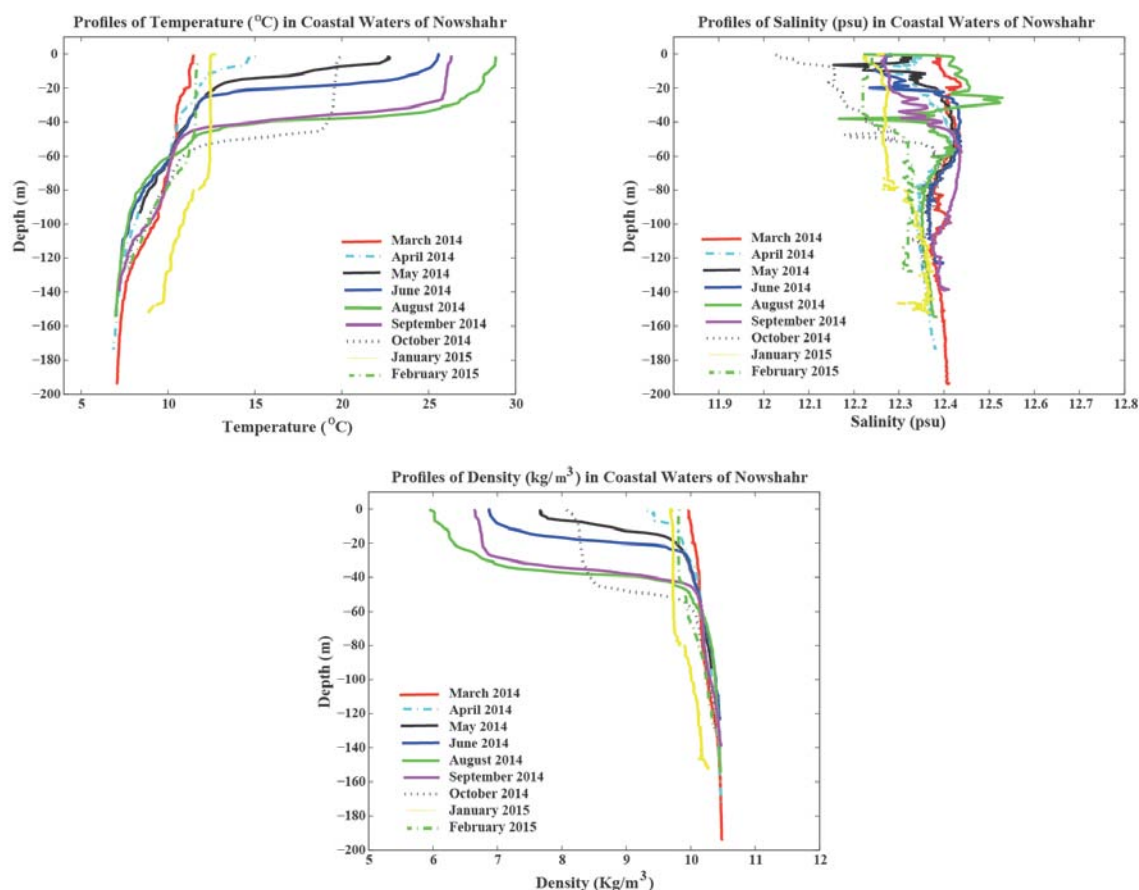 Profiles of Temperature (°C) in Coastal Waters of Nowshahr
0
−20
−40
−60
−80
−100
−120
−140
−160
−180
−200
Depth (m)
March 2014
April 2014
May 2014
June 2014
August 2014
September 2014
October 2014
January 2015
February 2015
5 10 15 20 25 30
Temperature (°C)
Profiles of Salinity (psu) in Coastal Waters of Nowshahr
0
−20
−40
−60
−80
−100
−120
−140
−160
−180
−200
Depth (m)
March 2014
April 2014
May 2014
June 2014
August 2014
September 2014
October 2014
January 2015
February 2015
11.9 12 12.1 12.2 12.3 12.4 12.5 12.6 12.7 12.8
Salinity (psu)
Profiles of Density (kg/m³) in Coastal Waters of Nowshahr
0
−20
−40
−60
−80
−100
−120
−140
−160
−180
−200
Depth (m)
March 2014
April 2014
May 2014
June 2014
August 2014
September 2014
October 2014
January 2015
February 2015
5 6 7 8 9 10 11 12
Density (Kg/m³)